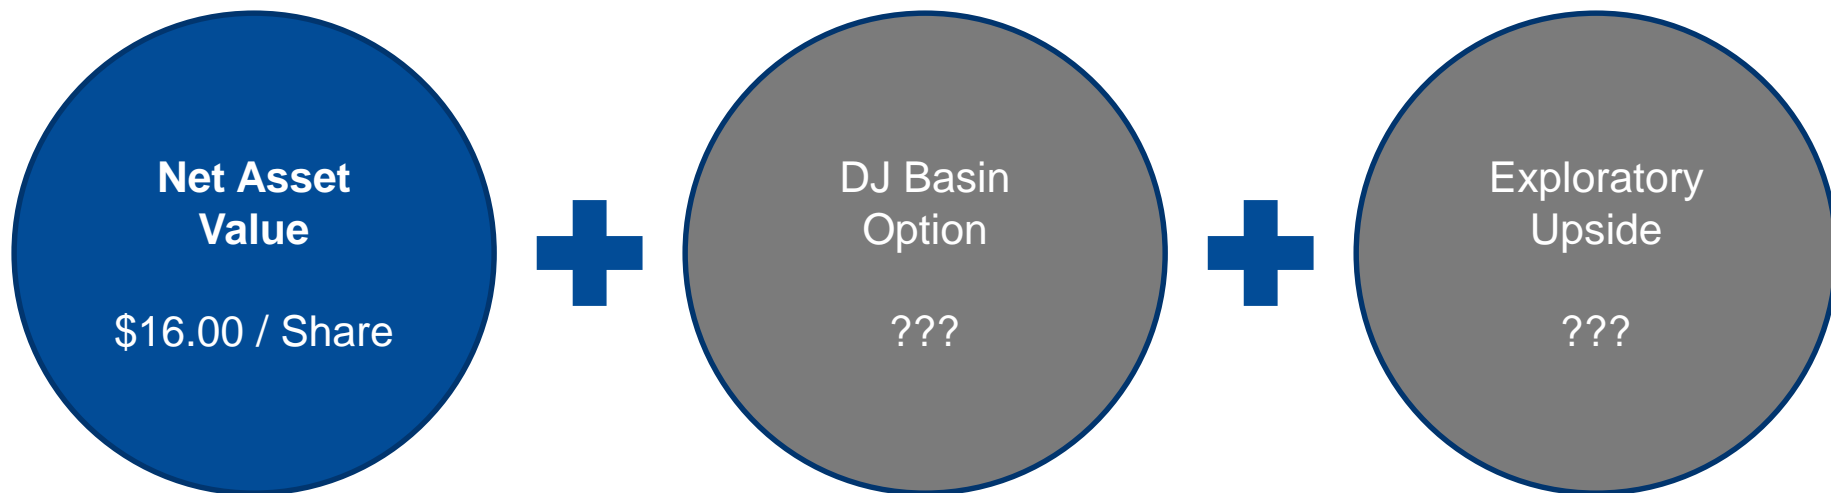 Net Asset
Value
$16.00 / Share
DJ Basin
Option
???
Exploratory
Upside
???